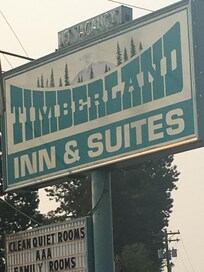 TIMBERLAND
INN & SUITES
CLEAN QUIET ROOMS
AAA
FAMILY ROOMS